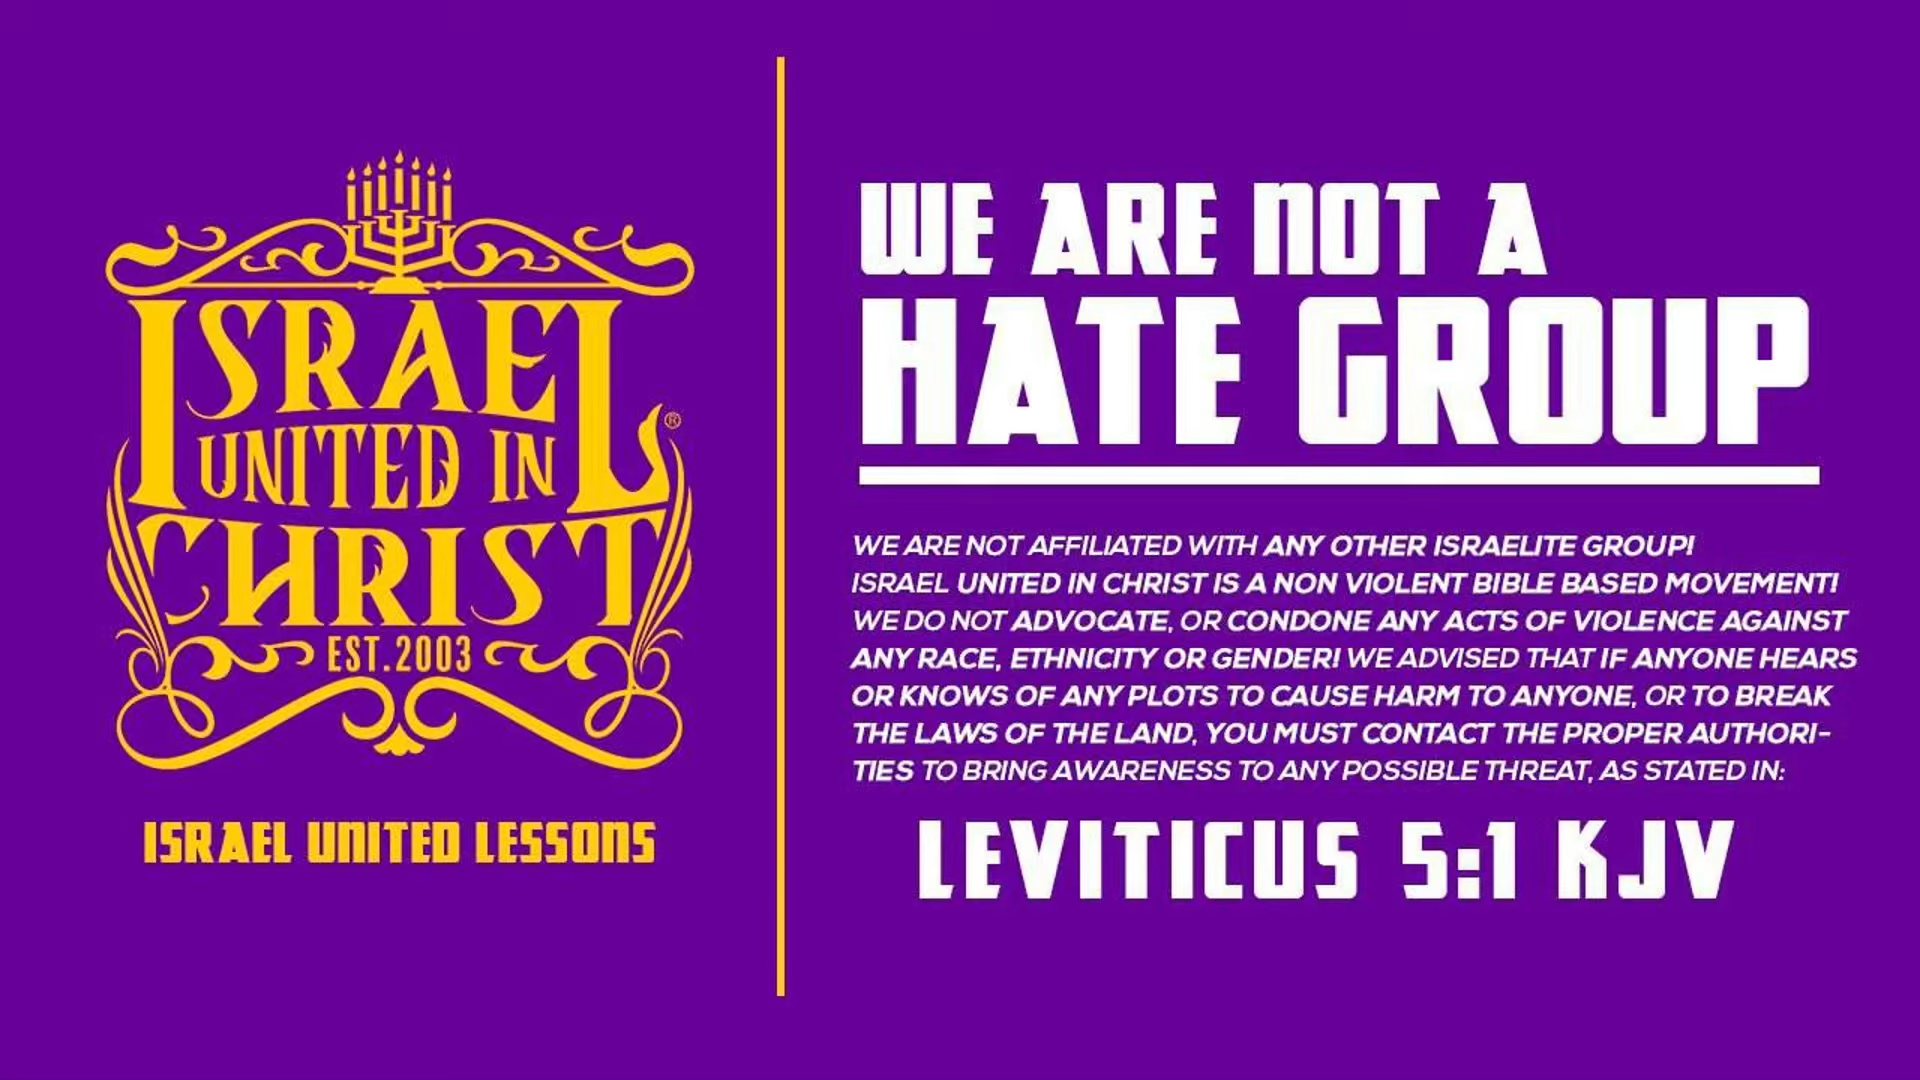 ISRAEL
UNITED IN
CHRIST
®
EST.2003
ISRAEL UNITED LESSONS
WE ARE NOT A
HATE GROUP
WE ARE NOT AFFILIATED WITH ANY OTHER ISRAELITE GROUP!
ISRAEL UNITED IN CHRIST IS A NON VIOLENT BIBLE BASED MOVEMENT!
WE DO NOT ADVOCATE, OR CONDONE ANY ACTS OF VIOLENCE AGAINST
ANY RACE, ETHNICITY OR GENDER! WE ADVISED THAT IF ANYONE HEARS
OR KNOWS OF ANY PLOTS TO CAUSE HARM TO ANYONE, OR TO BREAK
THE LAWS OF THE LAND, YOU MUST CONTACT THE PROPER AUTHORI-
TIES TO BRING AWARENESS TO ANY POSSIBLE THREAT, AS STATED IN:
LEVITICUS 5:1 KJV